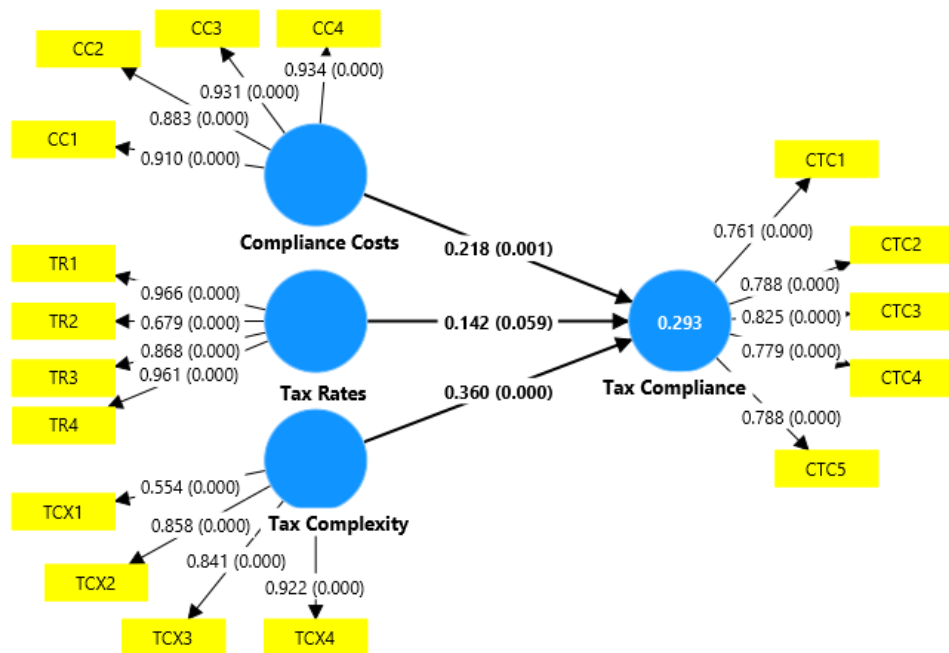 CC3
CC4
CC2
0.934 (0.000)
0.931 (0.000)
0.883 (0.000)
CC1
0.910 (0.000)
Compliance Costs
CTC1
0.761 (0.000)
CTC2
0.218 (0.001)
0.788 (0.000)
TR1
0.966 (0.000)
TR2
0.679 (0.000)
0.142 (0.059)
0.293
0.825 (0.000)
CTC3
0.868 (0.000)
0.779 (0.000)
TR3
0.961 (0.000)
CTC4
Tax Rates
0.360 (0.000)
Tax Compliance
TR4
0.788 (0.000)
CTC5
0.554 (0.000)
TCX1
0.858 (0.000)
Tax Complexity
0.841 (0.000)
TCX2
0.922 (0.000)
TCX3
TCX4